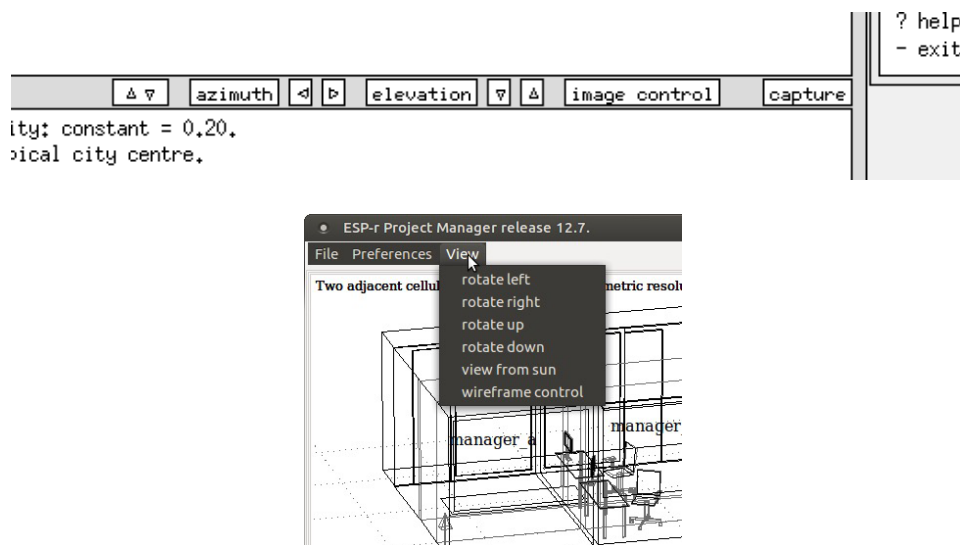 ? help
- exit
azimuth elevation image control capture
ity: constant = 0.20.
pical city centre.
ESP-r Project Manager release 12.7.
File Preferences View
Two adjacent cellul metric resolu
rotate left
rotate right
rotate up
rotate down
view from sun
wireframe control
manager_a
manager